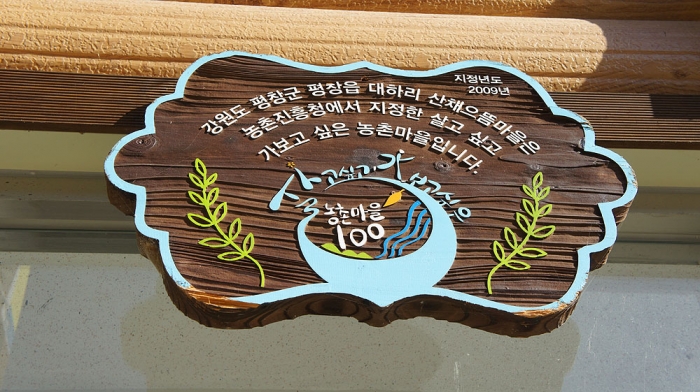 지정년도
2009년
강원도 평창군 평창읍 대하리 산채으뜸마을은
농촌진흥청에서 지정한 살고 싶고
가보고 싶은 농촌마을입니다.
살고싶고 가보고싶은
농촌마을
100